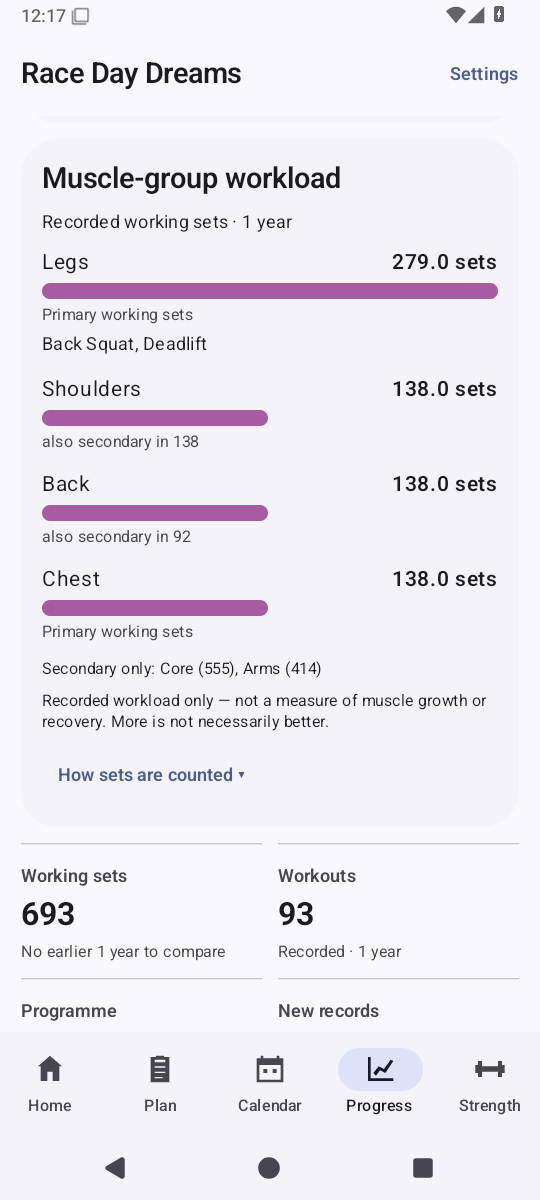 12:17
Race Day Dreams
Settings
Muscle-group workload
Recorded working sets · 1 year
Legs
279.0 sets
Primary working sets
Back Squat, Deadlift
Shoulders
138.0 sets
also secondary in 138
Back
138.0 sets
also secondary in 92
Chest
138.0 sets
Primary working sets
Secondary only: Core (555), Arms (414)
Recorded workload only — not a measure of muscle growth or
recovery. More is not necessarily better.
How sets are counted ▾
Working sets
693
No earlier 1 year to compare
Workouts
93
Recorded · 1 year
Programme
New records
Home
Plan
Calendar
Progress
Strength